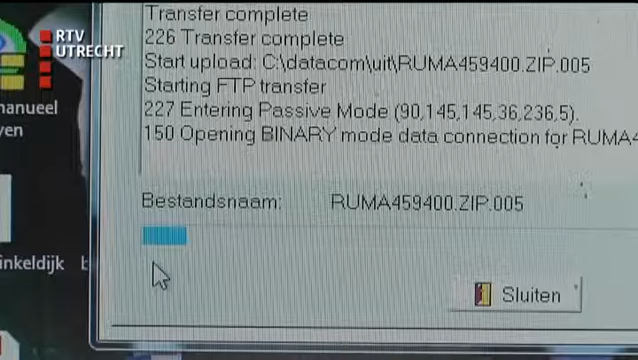 RTV
UTRECHT
Transfer complete
226 Transfer complete
Start upload: C:\datacom\uit\RUMA459400.ZIP.005
Starting FTP transfer
227 Entering Passive Mode (90,145,145,36,236,5).
150 Opening BINARY mode data connection for RUMA4
Bestandsnaam: RUMA459400.ZIP.005
Sluiten
anueel
ven
inkeldijk
b